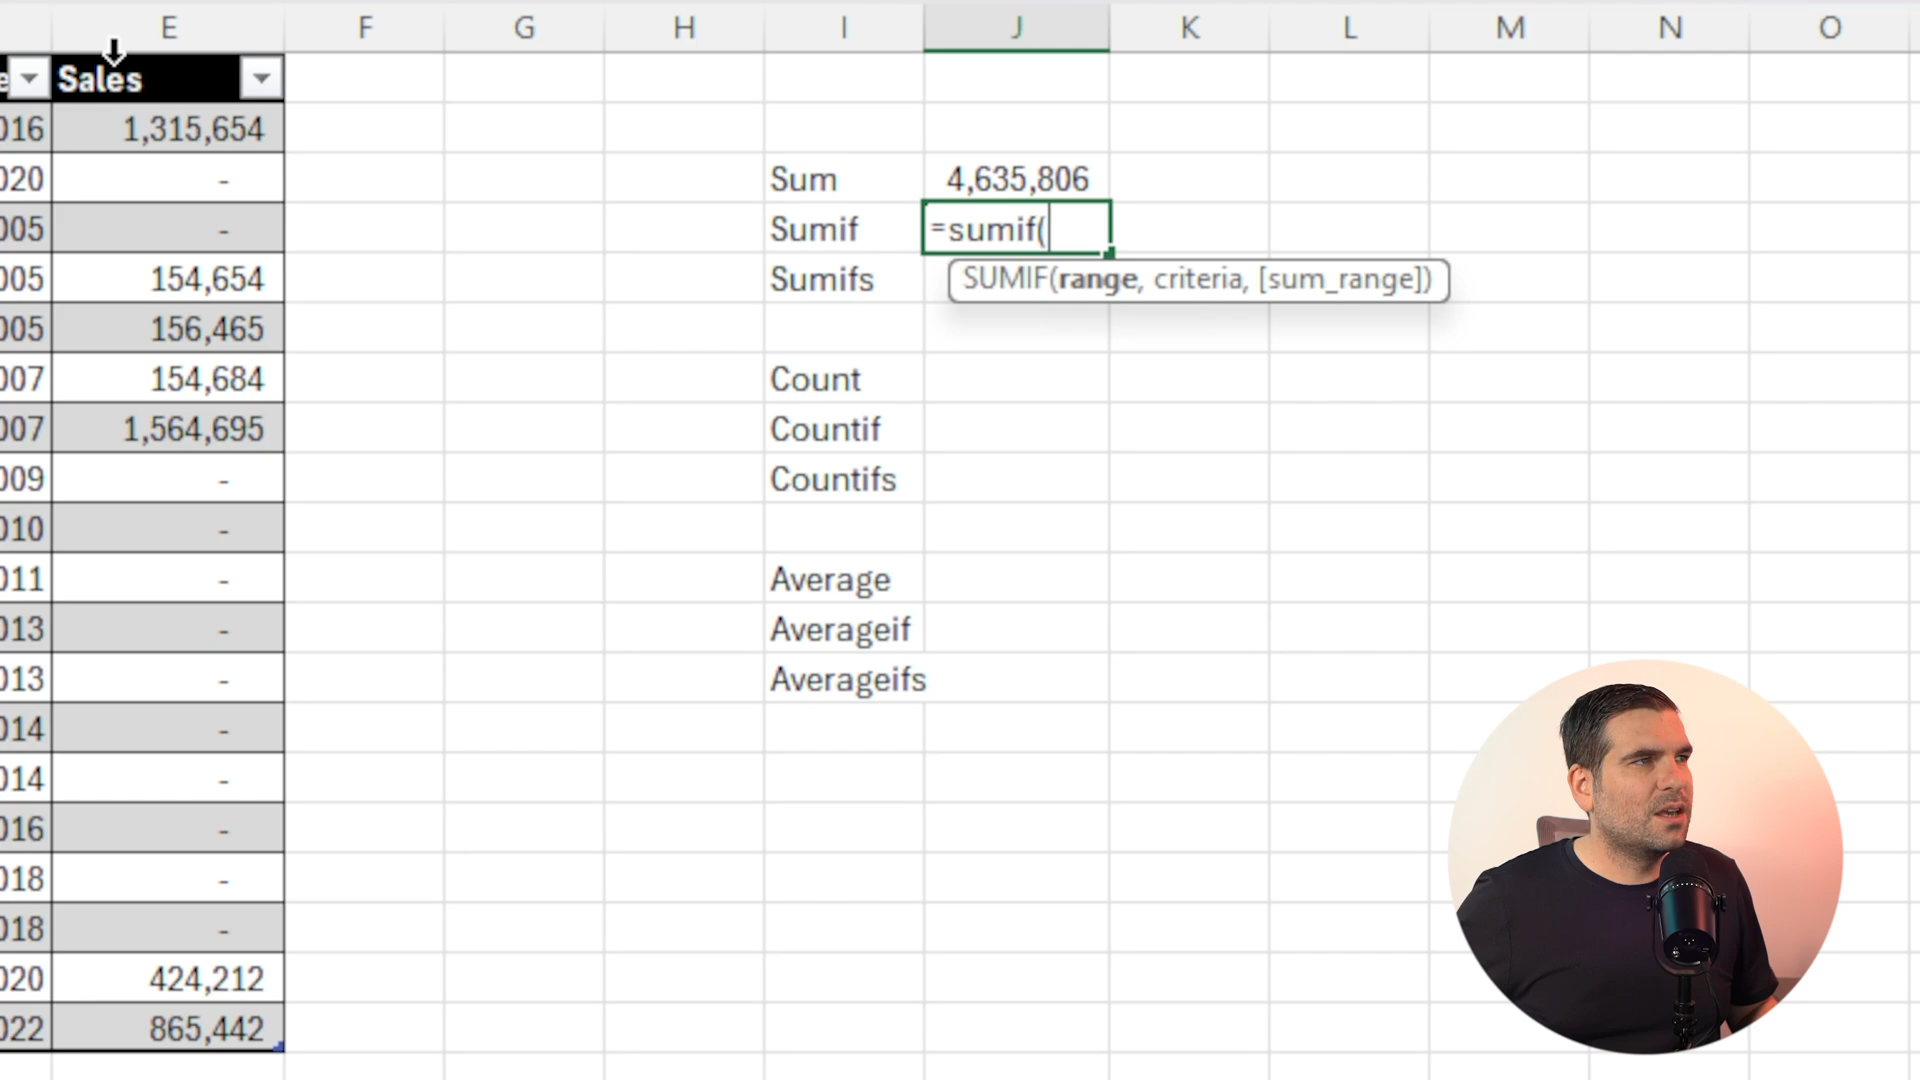 E F G H I J K L M N O
e Sales
016 1,315,654
020 - Sum 4,635,806
005 - Sumif =sumif(
005 154,654 Sumifs SUMIF(range, criteria, [sum_range])
005 156,465
007 154,684 Count
007 1,564,695 Countif
009 - Countifs
010 -
011 - Average
013 - Averageif
013 - Averageifs
014 -
014 -
016 -
018 -
018 -
020 424,212
022 865,442